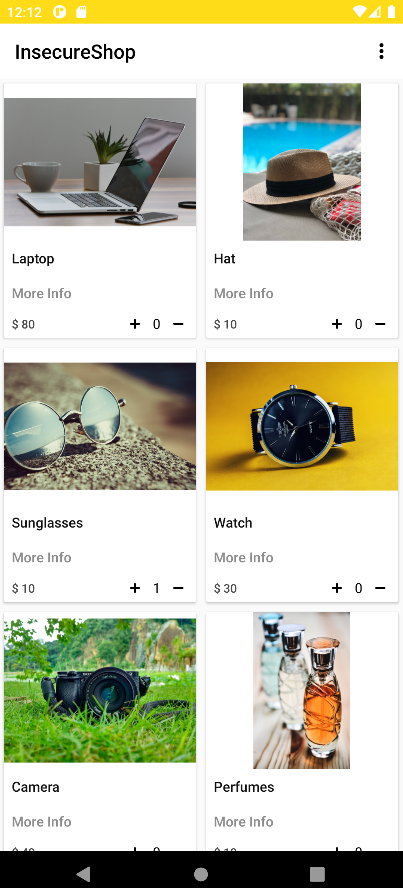 12:12
InsecureShop
Laptop
More Info
$ 80
+ 0 −
Hat
More Info
$ 10
+ 0 −
Sunglasses
More Info
$ 10
+ 1 −
Watch
More Info
$ 30
+ 0 −
Camera
More Info
Perfumes
More Info